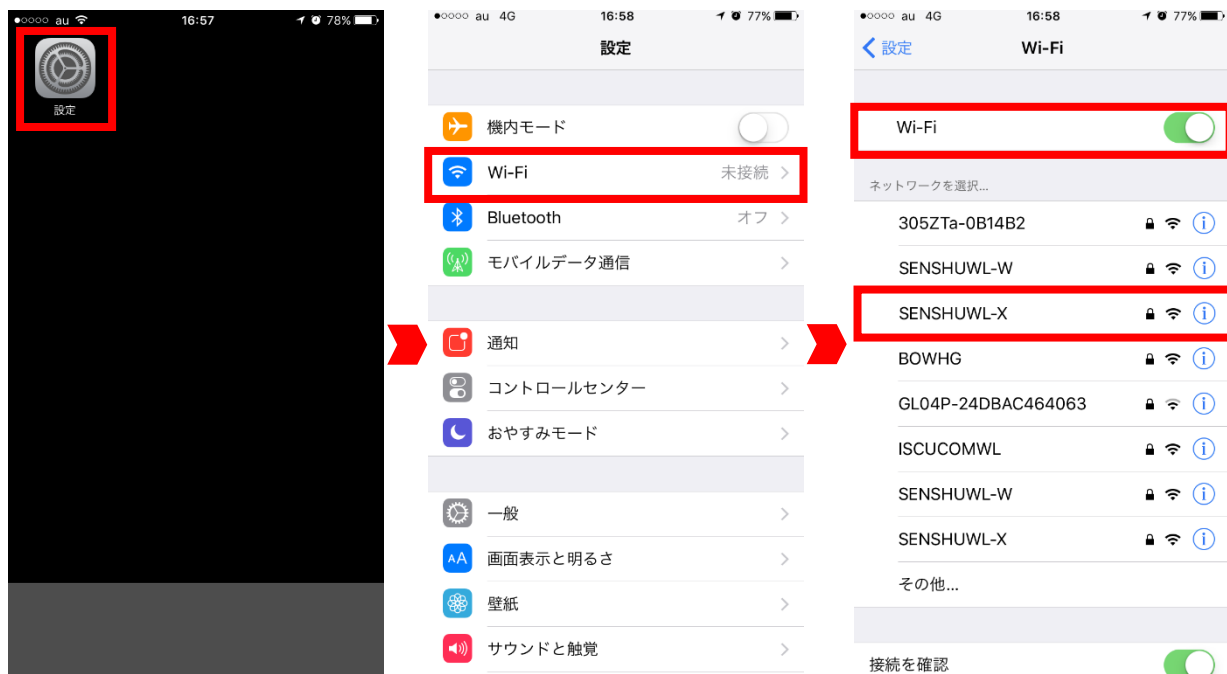 ●○○○○ au 16:57 78%
設定
●○○○○ au 4G 16:58 77%
設定
機内モード
Wi-Fi 未接続
Bluetooth オフ
モバイルデータ通信
通知
コントロールセンター
おやすみモード
一般
AA 画面表示と明るさ
壁紙
サウンドと触覚
●○○○○ au 4G 16:58 77%
設定 Wi-Fi
Wi-Fi
ネットワークを選択...
305ZTa-0B14B2
SENSHUWL-W
SENSHUWL-X
BOWHG
GL04P-24DBAC464063
ISCUCOMWL
SENSHUWL-W
SENSHUWL-X
その他...
接続を確認